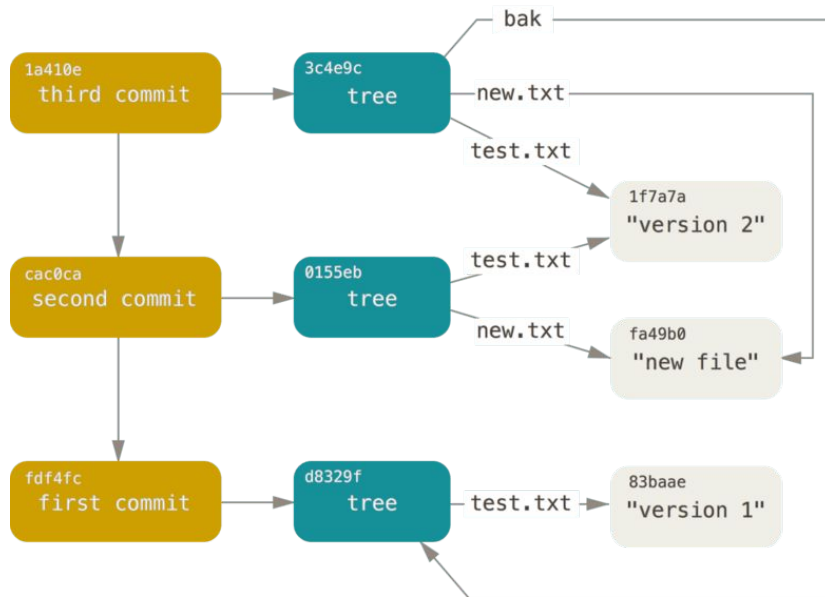 bak
1a410e
third commit
3c4e9c
tree
new.txt
test.txt
1f7a7a
"version 2"
cac0ca
second commit
0155eb
tree
test.txt
new.txt
fa49b0
"new file"
fdf4fc
first commit
d8329f
tree
test.txt
83baae
"version 1"